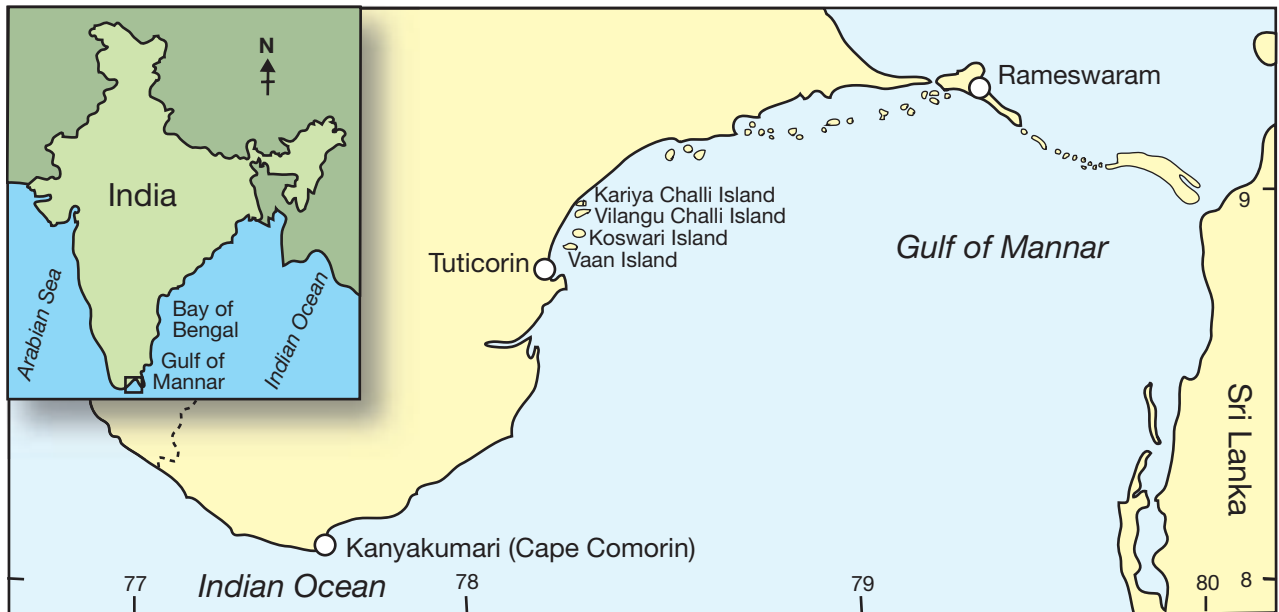 N
India
Arabian Sea
Bay of
Bengal
Indian Ocean
Gulf of
Mannar
Rameswaram
Kariya Challi Island
Vilangu Challi Island
Koswari Island
Vaan Island
Tuticorin
Gulf of Mannar
9
Sri Lanka
Kanyakumari (Cape Comorin)
Indian Ocean
77
78
79
80
8